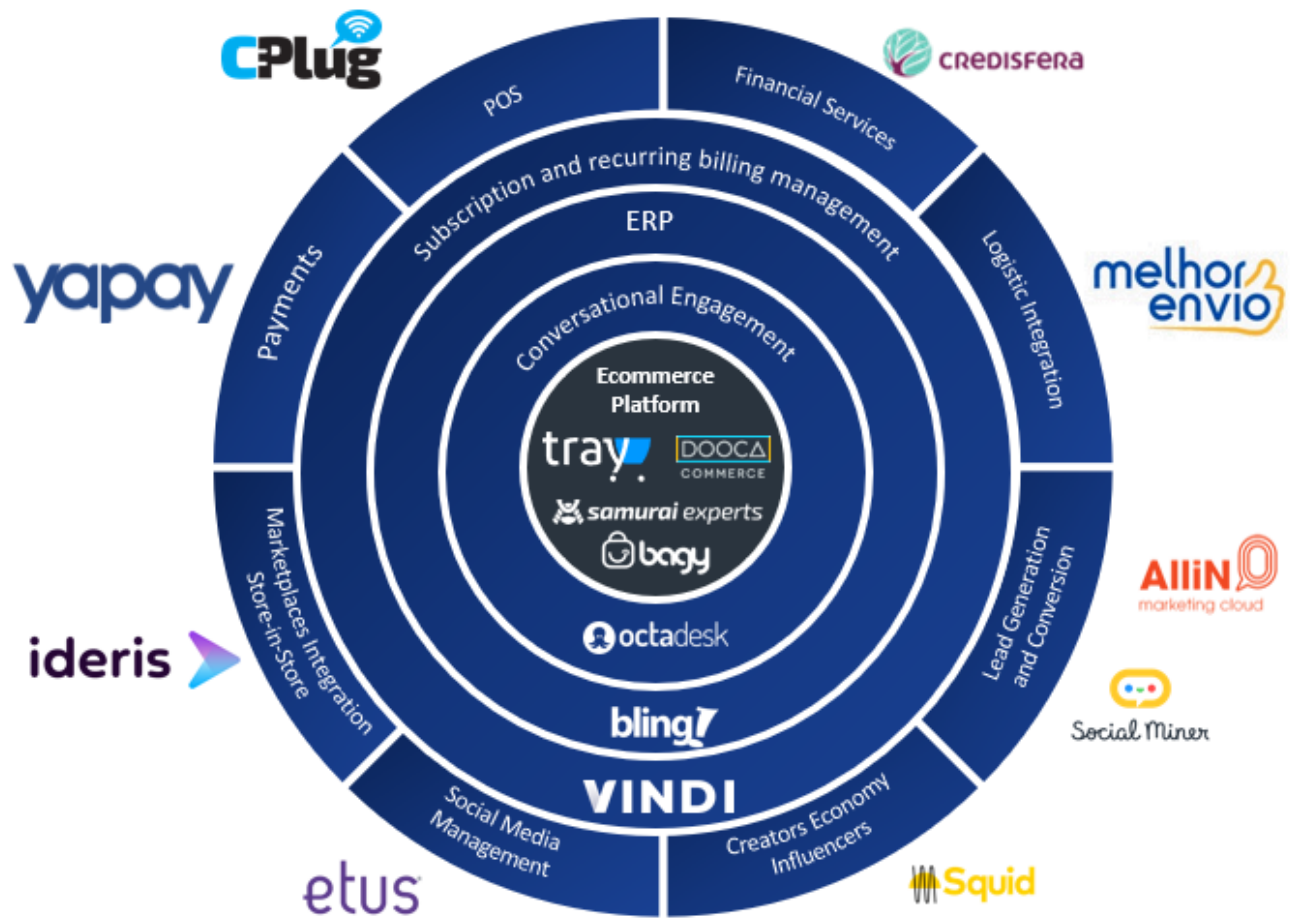 CPlug
CREDISFERA
POS
Financial Services
Subscription and recurring billing management
ERP
Payments
Logistic Integration
yapay
melhor
envio
Conversational Engagement
Ecommerce
Platform
tray
DOOCA
COMMERCE
samurai experts
bagy
octadesk
bling
VINDI
Marketplaces Integration
Store-in-Store
ideris
Lead Generation
and Conversion
AlliN
marketing cloud
Social Miner
Social Media
Management
Creators Economy
Influencers
etus
Squid